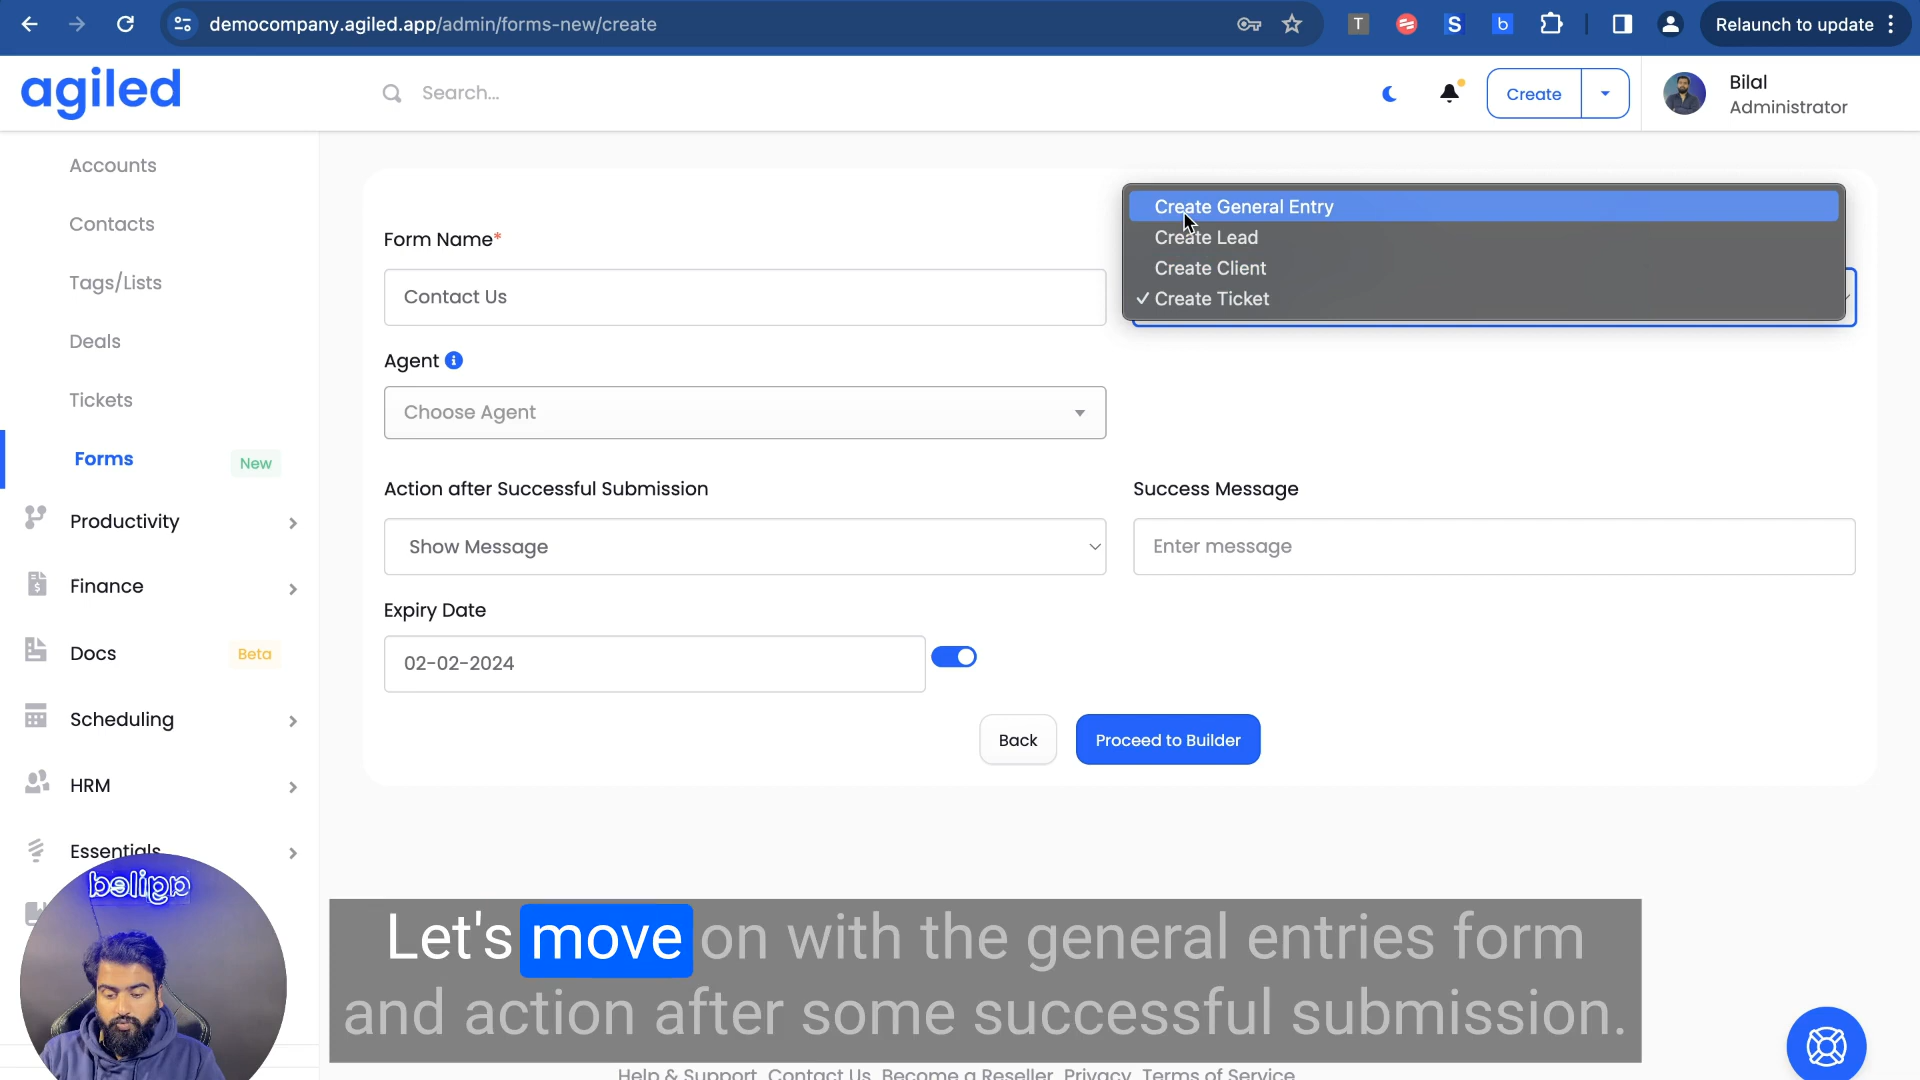 democompany.agiled.app/admin/forms-new/create
T
S
b
Relaunch to update
agiled
Search...
Create
Bilal
Administrator
Accounts
Contacts
Tags/Lists
Deals
Tickets
Forms
New
Productivity
Finance
Docs
Beta
Scheduling
HRM
Essentials
Create General Entry
Create Lead
Create Client
✓ Create Ticket
Form Name*
Contact Us
Agent
Choose Agent
Action after Successful Submission
Success Message
Show Message
Enter message
Expiry Date
02-02-2024
Back
Proceed to Builder
agiled
Let's move on with the general entries form
and action after some successful submission.
Help & Support Contact Us Become a Reseller Privacy Terms of Service